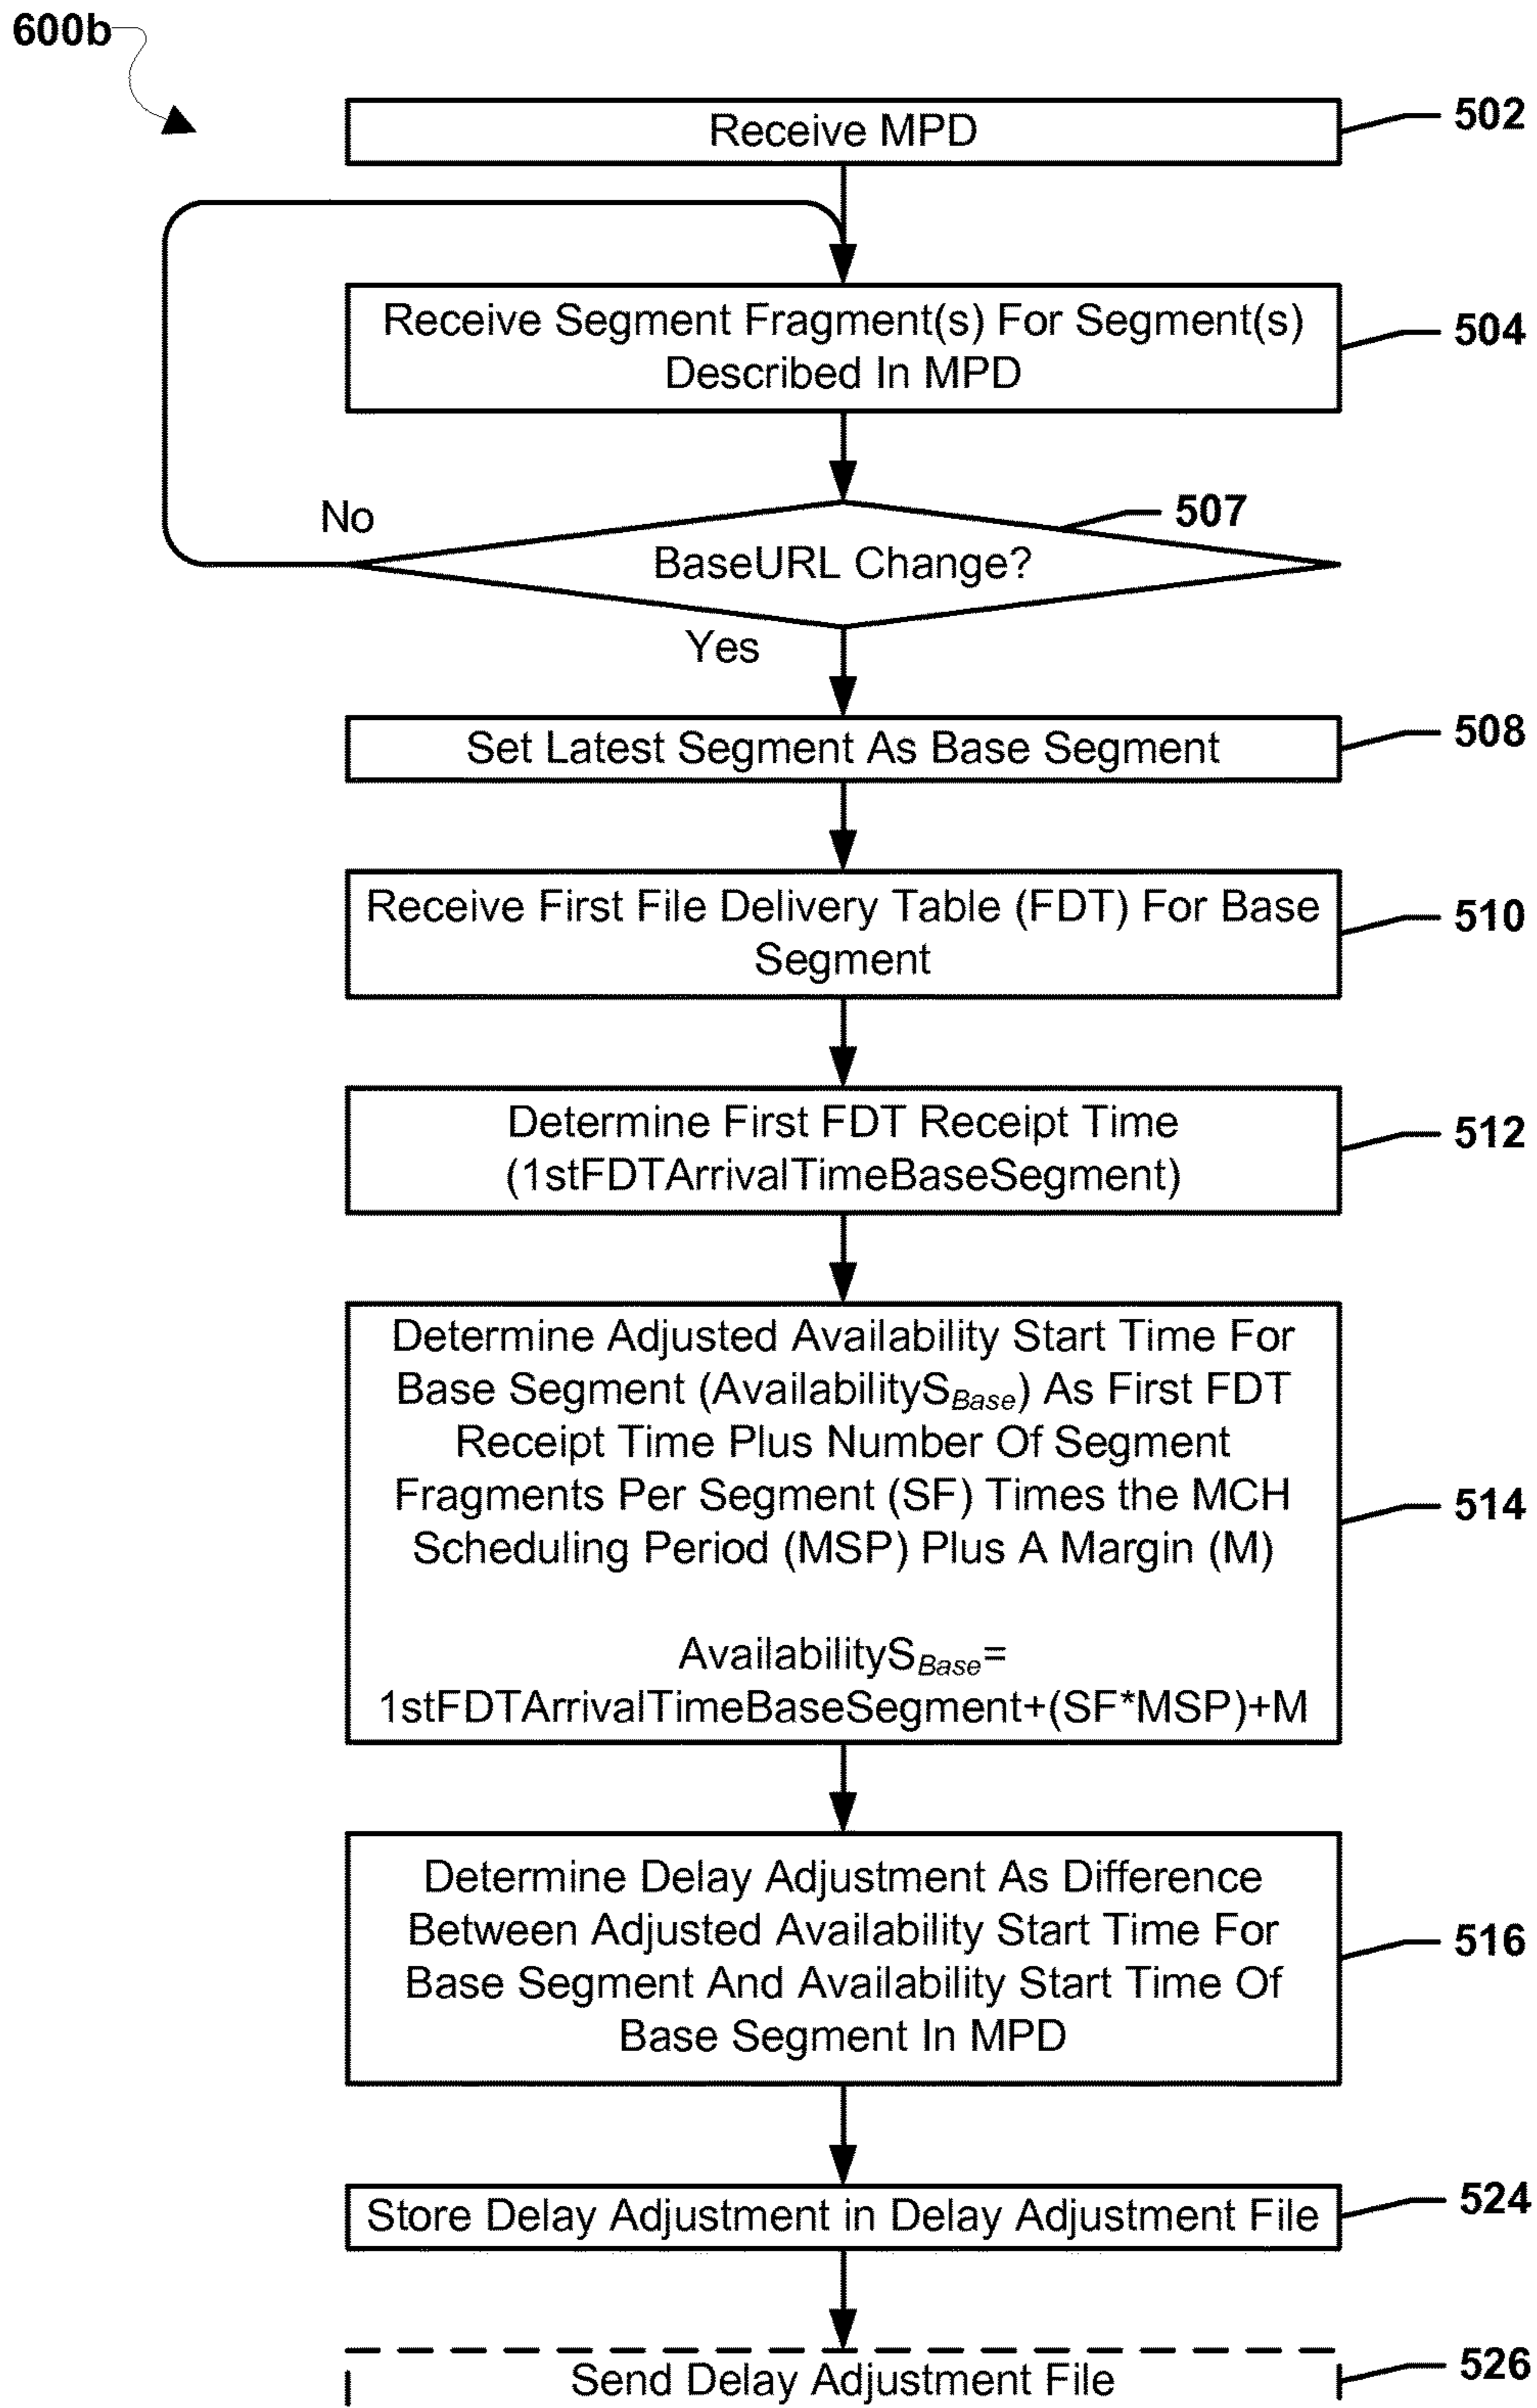 600b
Receive MPD
502
Receive Segment Fragment(s) For Segment(s)
Described In MPD
504
No
507
BaseURL Change?
Yes
Set Latest Segment As Base Segment
508
Receive First File Delivery Table (FDT) For Base
Segment
510
Determine First FDT Receipt Time
(1stFDTArrivalTimeBaseSegment)
512
Determine Adjusted Availability Start Time For
Base Segment (AvailabilitySBase) As First FDT
Receipt Time Plus Number Of Segment
Fragments Per Segment (SF) Times the MCH
Scheduling Period (MSP) Plus A Margin (M)
AvailabilitySBase=
1stFDTArrivalTimeBaseSegment+(SF*MSP)+M
514
Determine Delay Adjustment As Difference
Between Adjusted Availability Start Time For
Base Segment And Availability Start Time Of
Base Segment In MPD
516
Store Delay Adjustment in Delay Adjustment File
524
Send Delay Adjustment File
526